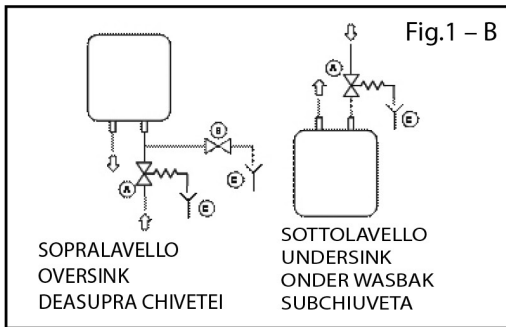 Fig.1 – B
A
B
E
A
E
A
E
SOPRALAVELLO
OVERSINK
DEASUPRA CHIVETEI
SOTTOLAVELLO
UNDERSINK
ONDER WASBAK
SUBCHIUVETA